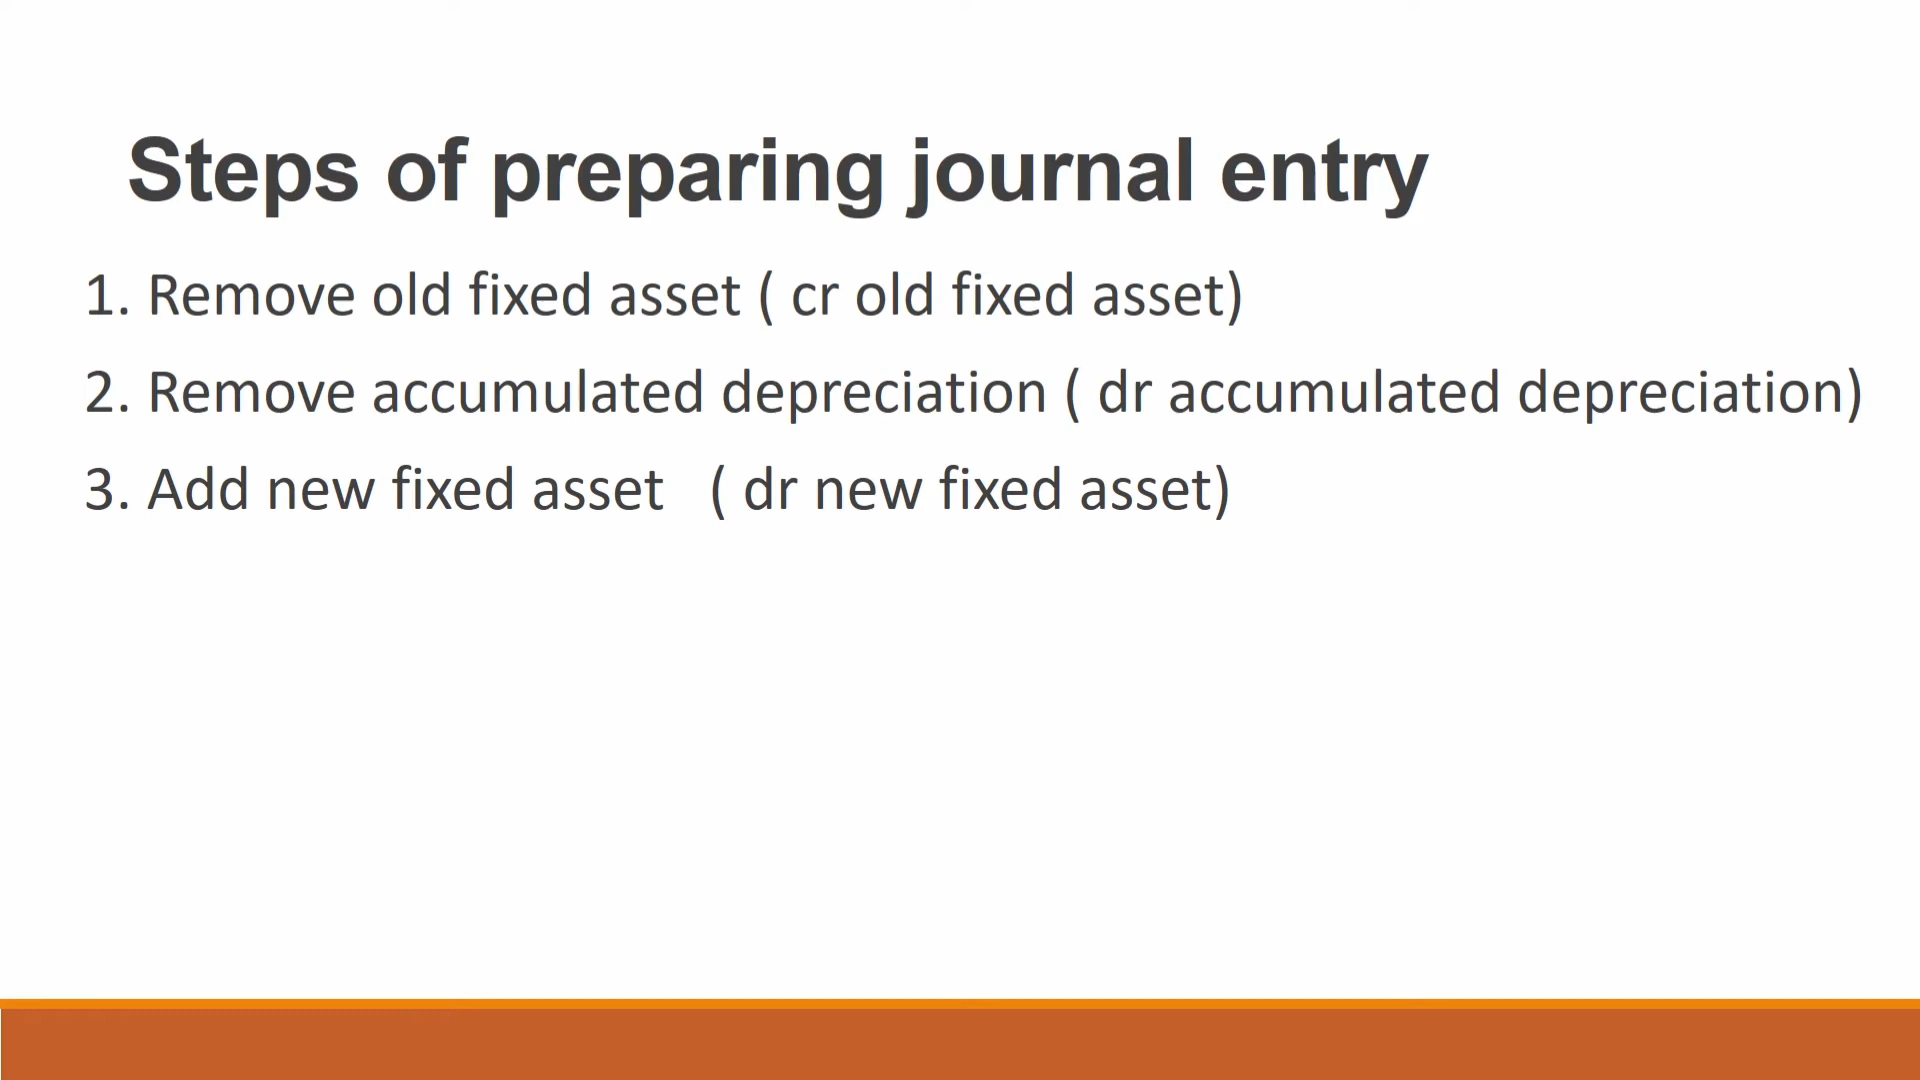 Steps of preparing journal entry
1. Remove old fixed asset ( cr old fixed asset)
2. Remove accumulated depreciation ( dr accumulated depreciation)
3. Add new fixed asset   ( dr new fixed asset)